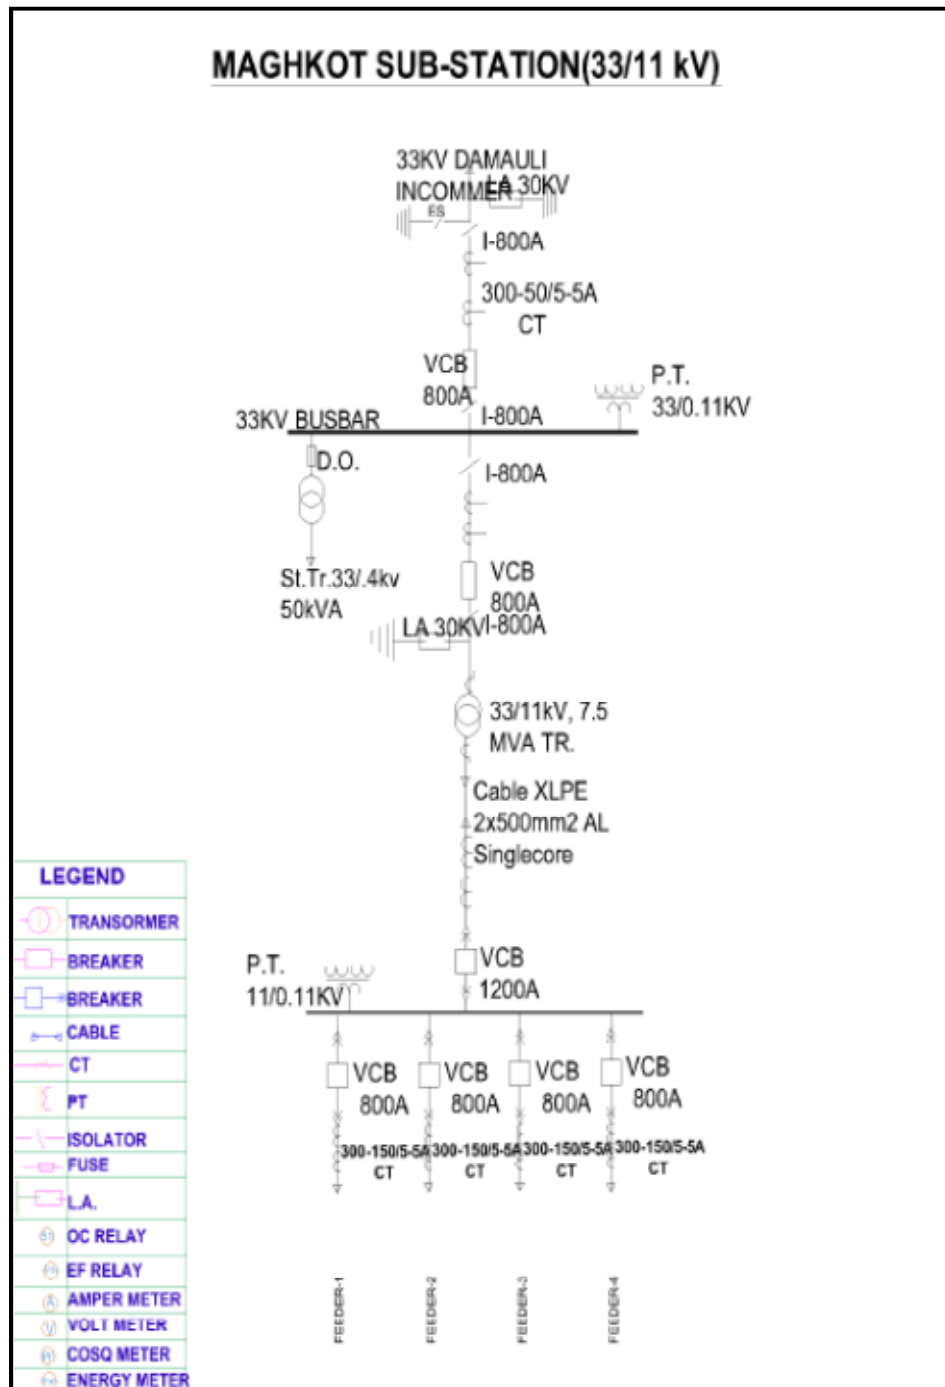 MAGHKOT SUB-STATION(33/11 kV)
33KV DAMAULI
INCOMMER
LA 30KV
ES
I-800A
300-50/5-5A
CT
VCB
800A
P.T.
33/0.11KV
I-800A
33KV BUSBAR
D.O.
I-800A
St.Tr.33/.4kv
50kVA
VCB
800A
LA 30KV
I-800A
33/11kV, 7.5
MVA TR.
Cable XLPE
2x500mm2 AL
Singlecore
P.T.
11/0.11KV
VCB
1200A
VCB
800A
VCB
800A
VCB
800A
VCB
800A
300-150/5-5A
CT
300-150/5-5A
CT
300-150/5-5A
CT
300-150/5-5A
CT
FEEDER-1
FEEDER-2
FEEDER-3
FEEDER-4
LEGEND
TRANSORMER
BREAKER
BREAKER
CABLE
CT
PT
ISOLATOR
FUSE
L.A.
51
OC RELAY
EF RELAY
A
AMPER METER
V
VOLT METER
COSQ METER
ENERGY METER